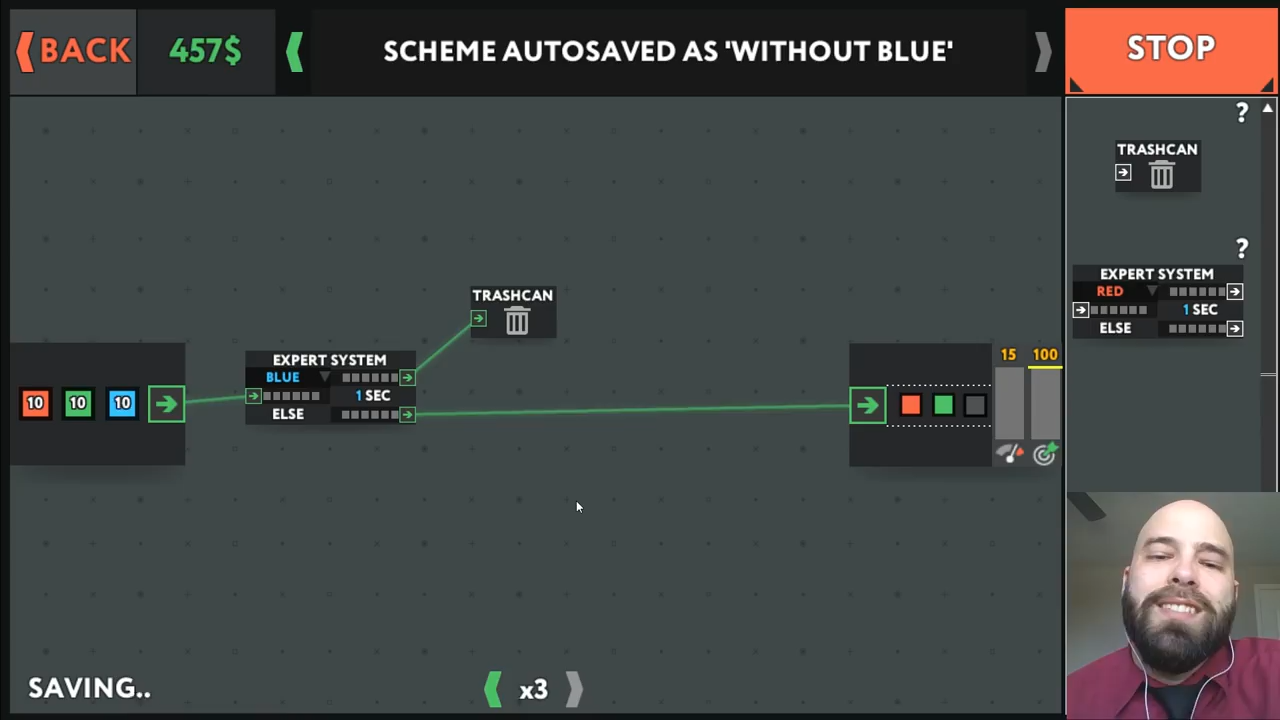 BACK
457$
SCHEME AUTOSAVED AS 'WITHOUT BLUE'
STOP
?
TRASHCAN
?
EXPERT SYSTEM
RED
1 SEC
ELSE
TRASHCAN
EXPERT SYSTEM
BLUE
1 SEC
ELSE
10
10
10
15
100
SAVING..
x3